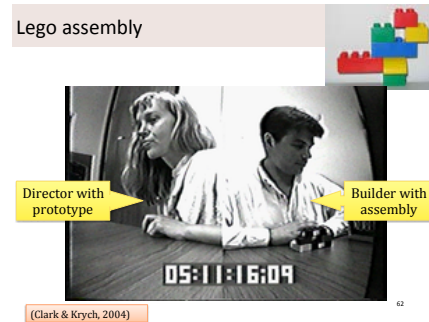 Lego assembly
Director with
prototype
Builder with
assembly
05:11:16:09
62
(Clark & Krych, 2004)